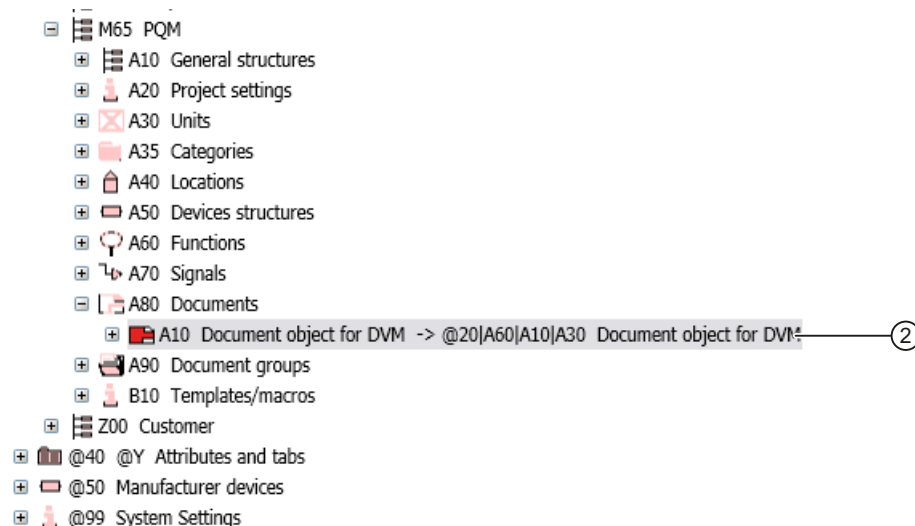 M65 PQM
A10 General structures
A20 Project settings
A30 Units
A35 Categories
A40 Locations
A50 Devices structures
A60 Functions
A70 Signals
A80 Documents
A10 Document object for DVM -> @20|A60|A10|A30 Document object for DVM
2
A90 Document groups
B10 Templates/macros
Z00 Customer
@40 @Y Attributes and tabs
@50 Manufacturer devices
@99 System Settings